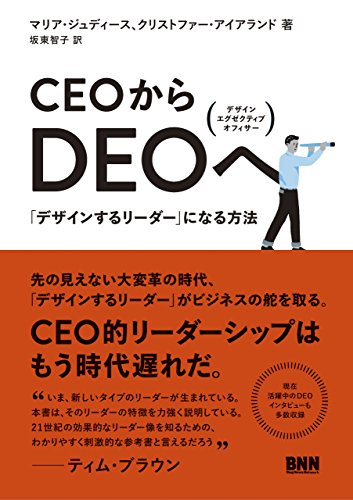 マリア・ジュディース、クリストファー・アイアランド 著
坂東智子 訳
CEOから
DEOへ
(デザイン
エグゼクティブ
オフィサー)
「デザインするリーダー」になる方法
先の見えない大変革の時代、
「デザインするリーダー」がビジネスの舵を取る。
CEO的リーダーシップは
もう時代遅れだ。
“いま、新しいタイプのリーダーが生まれている。
本書は、そのリーダーの特徴を力強く説明している。
21世紀の効果的なリーダー像を知るための、
わかりやすく刺激的な参考書と言えるだろう”
——ティム・ブラウン
現在
活躍中のDEO
インタビューも
多数収録
BNN